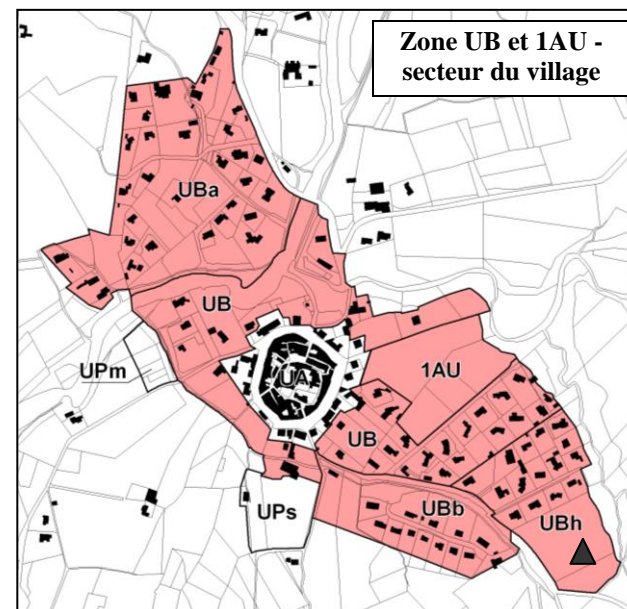 Zone UB et 1AU -
secteur du village
UBa
UB
UPm
UA
1AU
UB
UBb
UPs
UBh